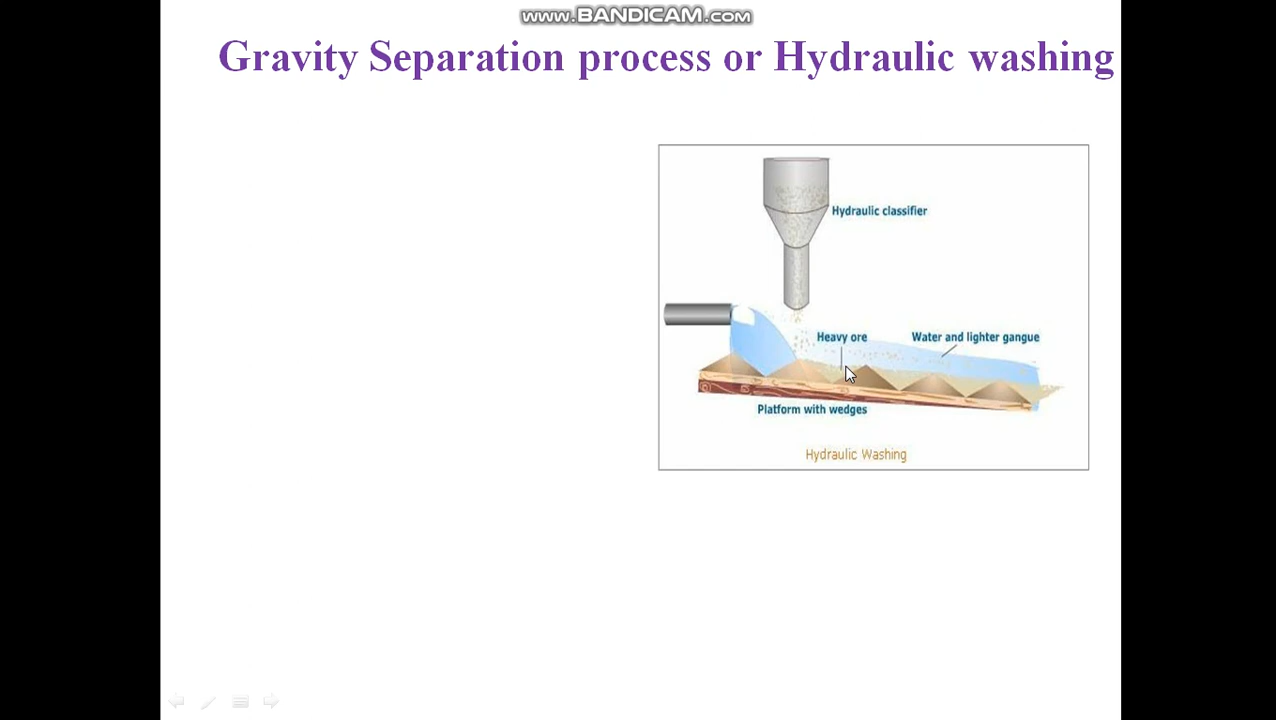 www.BANDICAM.com
Gravity Separation process or Hydraulic washing
Hydraulic classifier
Heavy ore
Water and lighter gangue
Platform with wedges
Hydraulic Washing